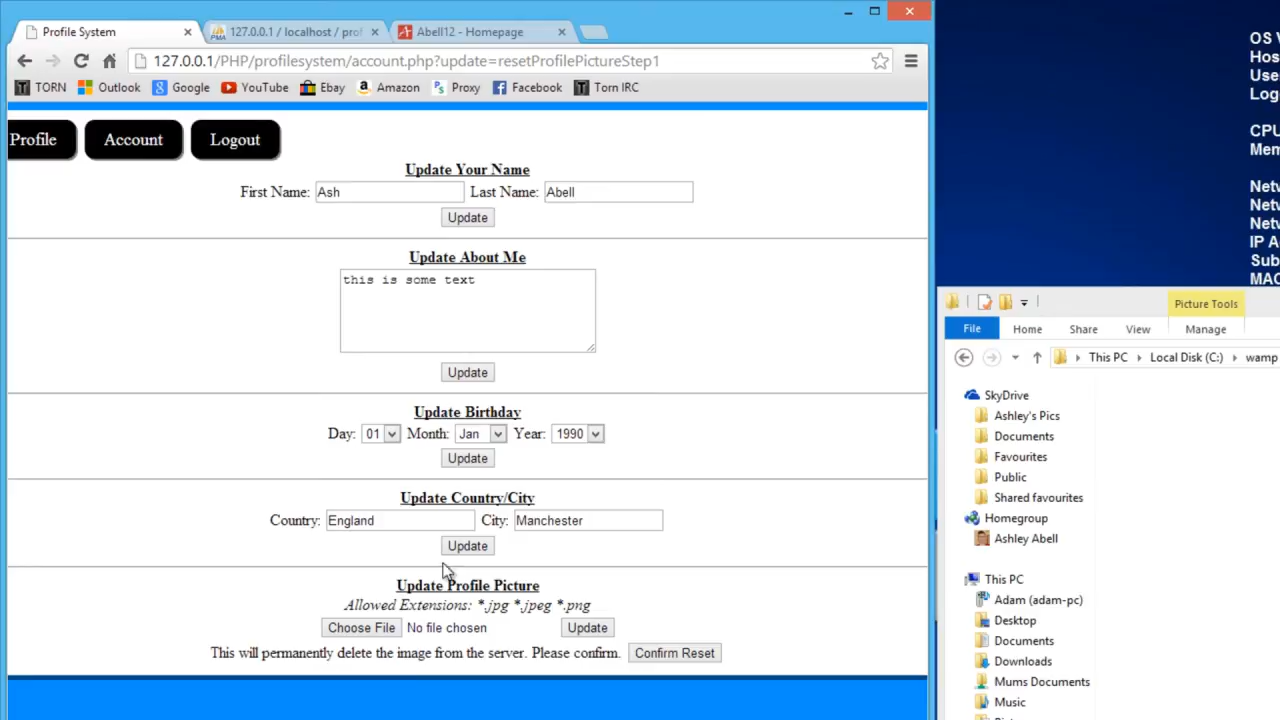 Profile System
127.0.0.1 / localhost / prof
Abell12 - Homepage
127.0.0.1/PHP/profilesystem/account.php?update=resetProfilePictureStep1
TORN Outlook Google YouTube Ebay Amazon Proxy Facebook Torn IRC
Profile Account Logout
Update Your Name
First Name: Ash Last Name: Abell
Update
Update About Me
this is some text
Update
Update Birthday
Day: 01 Month: Jan Year: 1990
Update
Update Country/City
Country: England City: Manchester
Update
Update Profile Picture
Allowed Extensions: *.jpg *.jpeg *.png
Choose File No file chosen Update
This will permanently delete the image from the server. Please confirm. Confirm Reset
OS V
Hos
Use
Log
CPU
Mem
Netw
Netw
Netw
IP A
Sub
MAC
Picture Tools
File Home Share View Manage
This PC Local Disk (C:) wamp
SkyDrive
Ashley's Pics
Documents
Favourites
Public
Shared favourites
Homegroup
Ashley Abell
This PC
Adam (adam-pc)
Desktop
Documents
Downloads
Mums Documents
Music